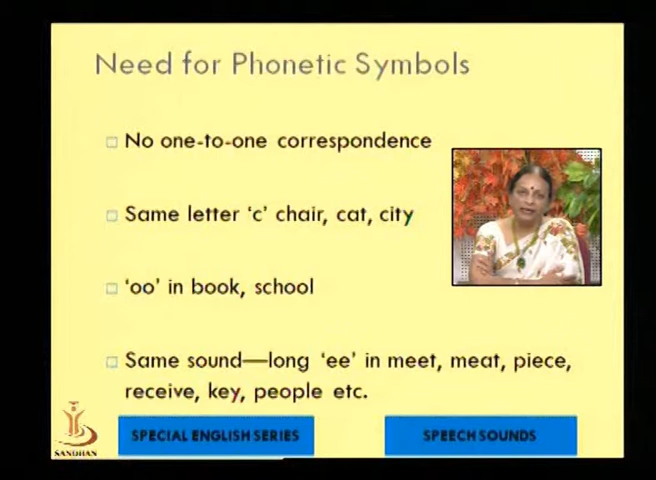 Need for Phonetic Symbols
No one-to-one correspondence
Same letter ‘c’ chair, cat, city
‘oo’ in book, school
Same sound—long ‘ee’ in meet, meat, piece,
receive, key, people etc.
SANDHAN
SPECIAL ENGLISH SERIES
SPEECH SOUNDS